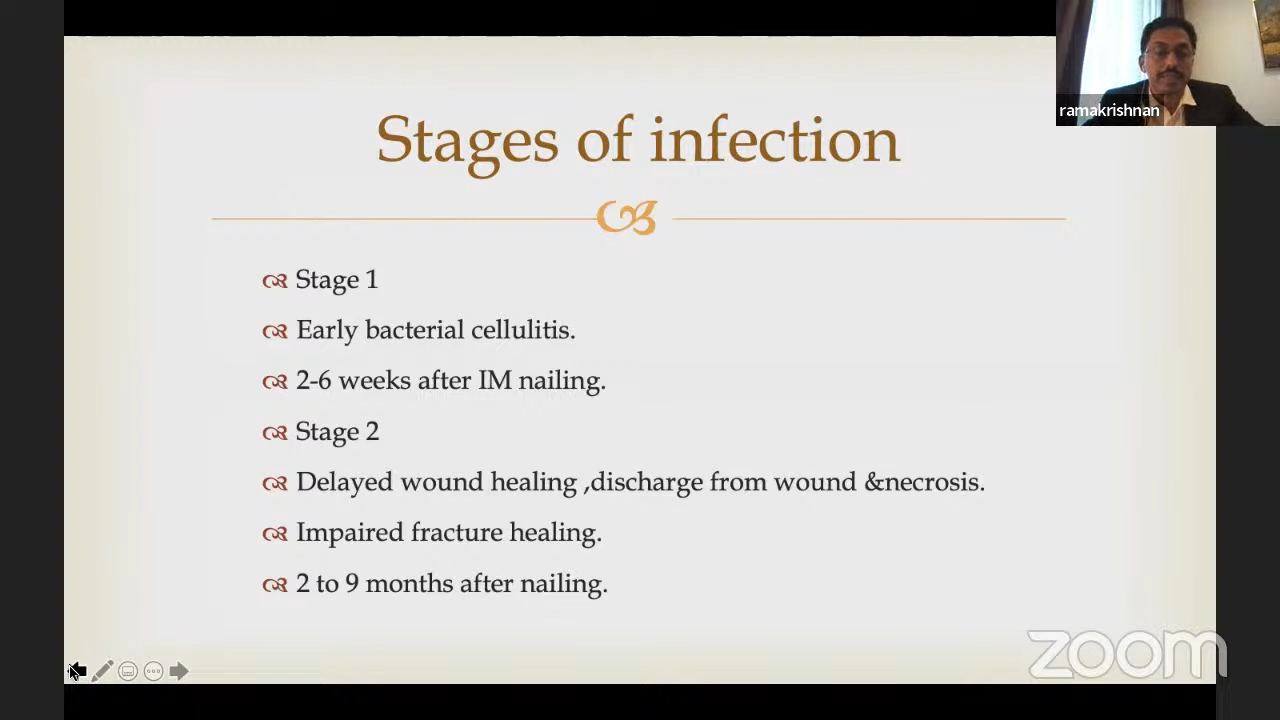 ramakrishnan
Stages of infection
Stage 1
Early bacterial cellulitis.
2-6 weeks after IM nailing.
Stage 2
Delayed wound healing ,discharge from wound &necrosis.
Impaired fracture healing.
2 to 9 months after nailing.
zoom